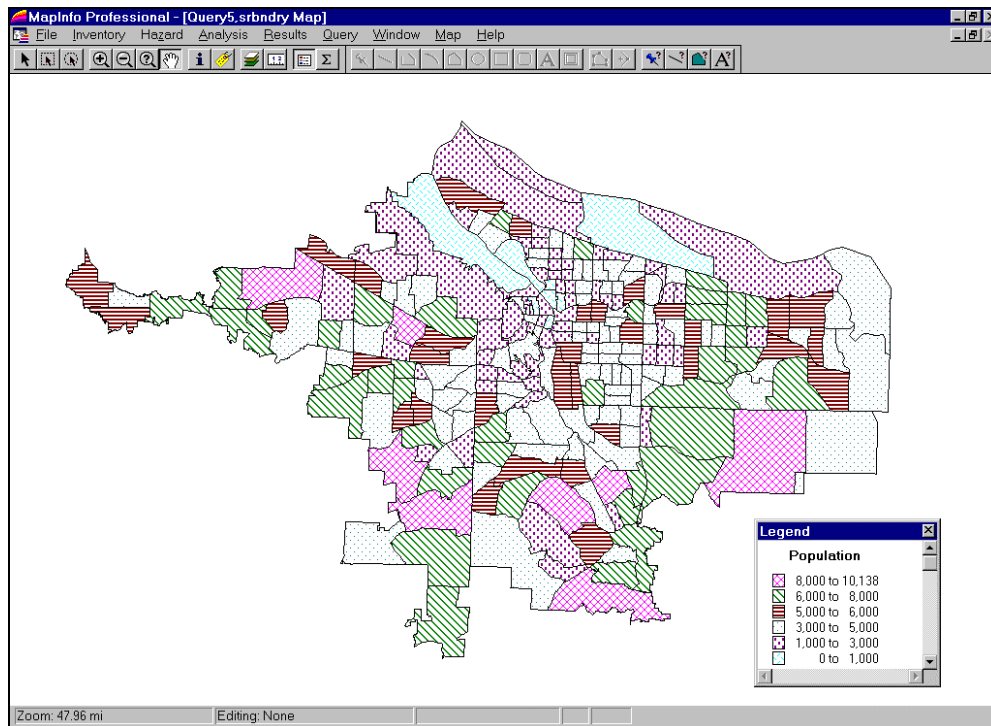 MapInfo Professional - [Query5,srbndry Map]
File Inventory Hazard Analysis Results Query Window Map Help
Legend
Population
8,000 to 10,138
6,000 to 8,000
5,000 to 6,000
3,000 to 5,000
1,000 to 3,000
0 to 1,000
Zoom: 47.96 mi
Editing: None